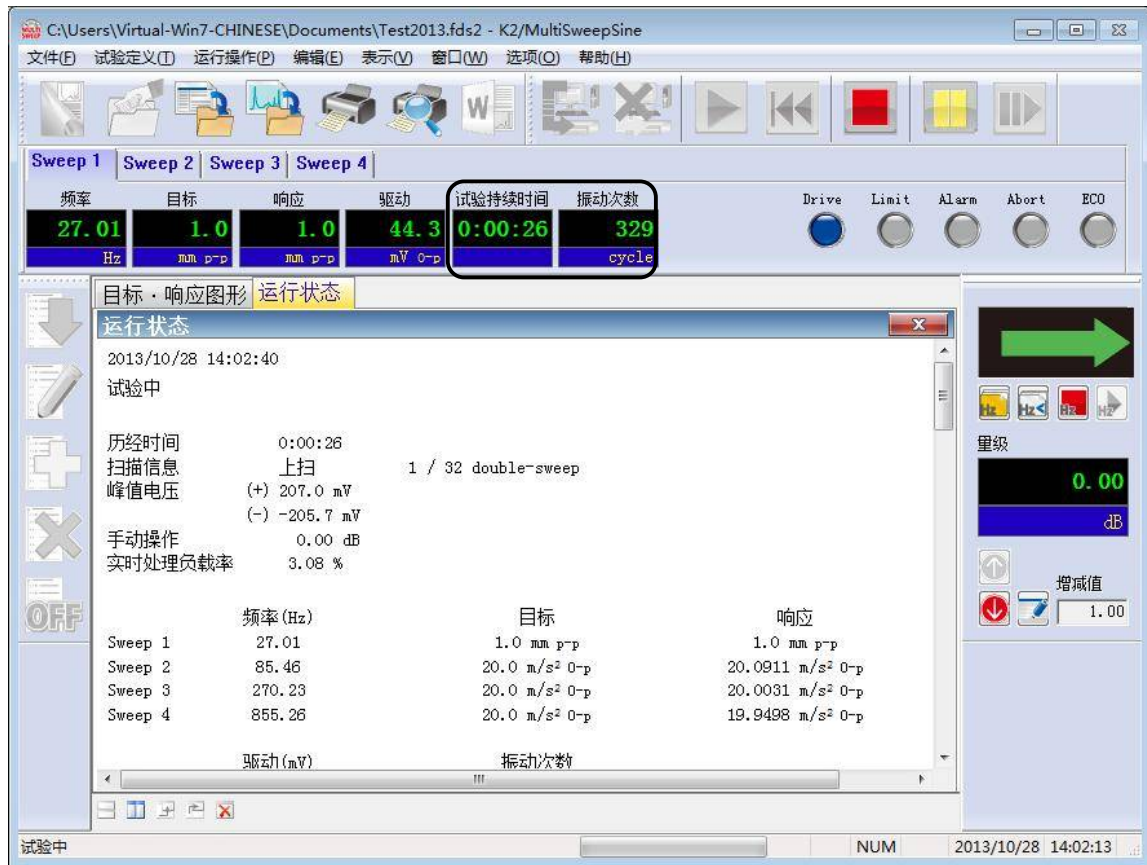 C:\Users\Virtual-Win7-CHINESE\Documents\Test2013.fds2 - K2/MultiSweepSine
文件(F) 试验定义(T) 运行操作(P) 编辑(E) 表示(V) 窗口(W) 选项(O) 帮助(H)
W
Sweep 1 Sweep 2 Sweep 3 Sweep 4
频率 目标 响应 驱动 试验持续时间 振动次数 Drive Limit Alarm Abort ECO
27.01 1.0 1.0 44.3 0:00:26 329
Hz mm p-p mm p-p mV 0-p cycle
目标・响应图形 运行状态
运行状态
2013/10/28 14:02:40
试验中
历经时间 0:00:26
扫描信息 上扫 1 / 32 double-sweep
峰值电压 (+) 207.0 mV
(-) -205.7 mV
手动操作 0.00 dB
实时处理负载率 3.08 %
频率(Hz) 目标 响应
Sweep 1 27.01 1.0 mm p-p 1.0 mm p-p
Sweep 2 85.46 20.0 m/s² 0-p 20.0911 m/s² 0-p
Sweep 3 270.23 20.0 m/s² 0-p 20.0031 m/s² 0-p
Sweep 4 855.26 20.0 m/s² 0-p 19.9498 m/s² 0-p
驱动(mV) 振动次数
OFF
Hz Hz< Hz Hz
量级
0.00
dB
增减值
1.00
试验中 NUM 2013/10/28 14:02:13